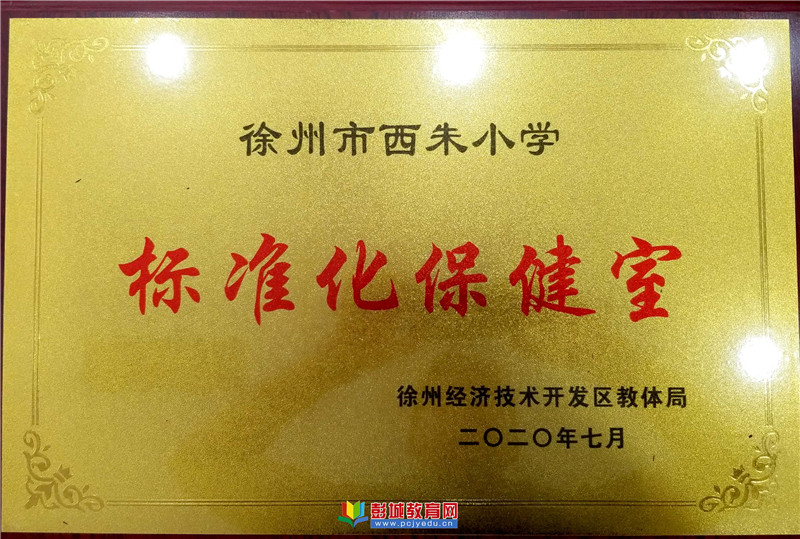 徐州市西朱小学
标准化保健室
徐州经济技术开发区教体局
二〇二〇年七月
彭城教育网
www.pcjyedu.cn